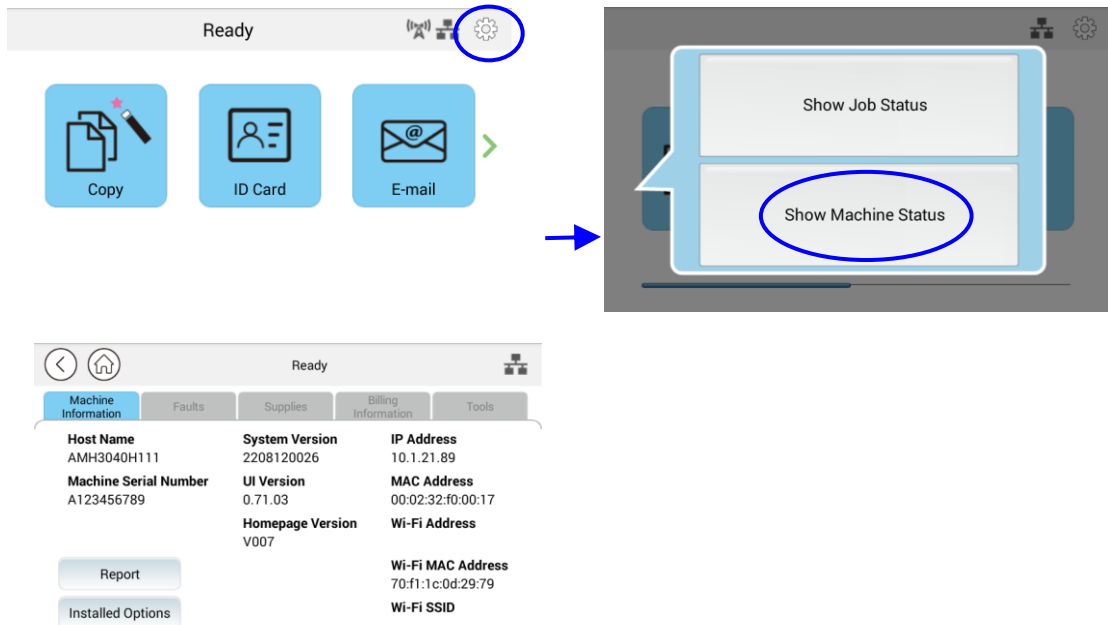 Ready
Copy
ID Card
E-mail
Show Job Status
Show Machine Status
Ready
Machine
Information
Faults
Supplies
Billing
Information
Tools
Host Name
AMH3040H111
Machine Serial Number
A123456789
Report
Installed Options
System Version
2208120026
UI Version
0.71.03
Homepage Version
V007
IP Address
10.1.21.89
MAC Address
00:02:32:f0:00:17
Wi-Fi Address
Wi-Fi MAC Address
70:f1:1c:0d:29:79
Wi-Fi SSID